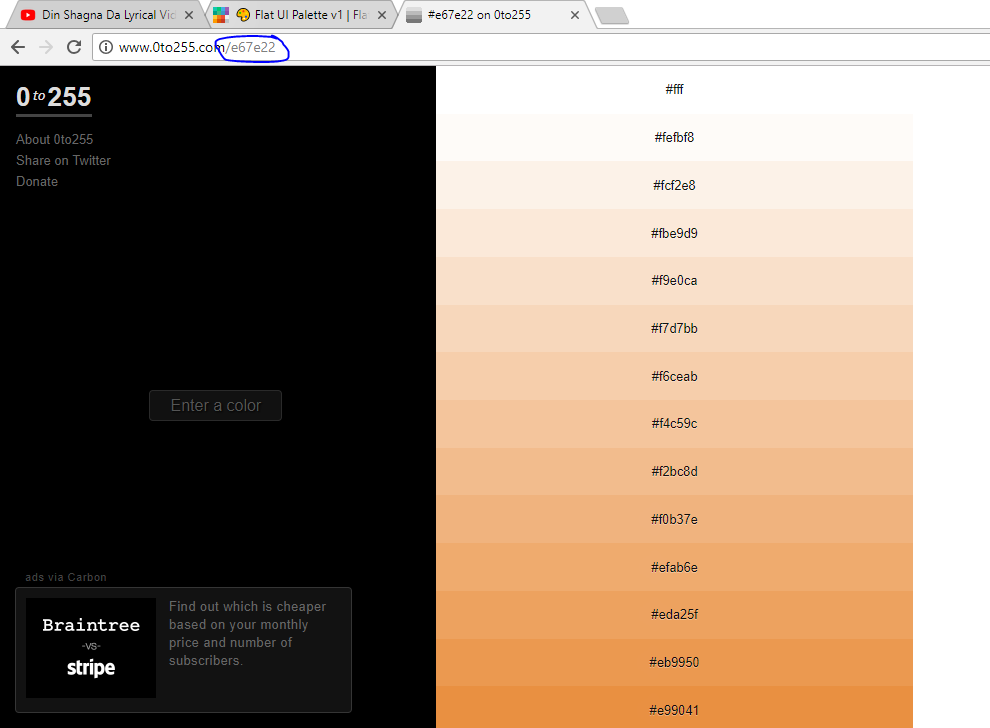 Din Shagna Da Lyrical Vid
Flat UI Palette v1 | Fla
#e67e22 on 0to255
www.0to255.com/e67e22
0 to 255
About 0to255
Share on Twitter
Donate
Enter a color
ads via Carbon
Braintree
-VS-
stripe
Find out which is cheaper
based on your monthly
price and number of
subscribers.
#fff
#fefbf8
#fcf2e8
#fbe9d9
#f9e0ca
#f7d7bb
#f6ceab
#f4c59c
#f2bc8d
#f0b37e
#efab6e
#eda25f
#eb9950
#e99041